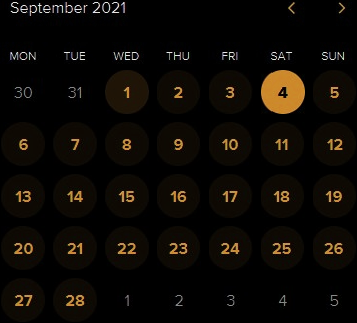 September 2021
MON TUE WED THU FRI SAT SUN
30 31 1 2 3 4 5
6 7 8 9 10 11 12
13 14 15 16 17 18 19
20 21 22 23 24 25 26
27 28 1 2 3 4 5